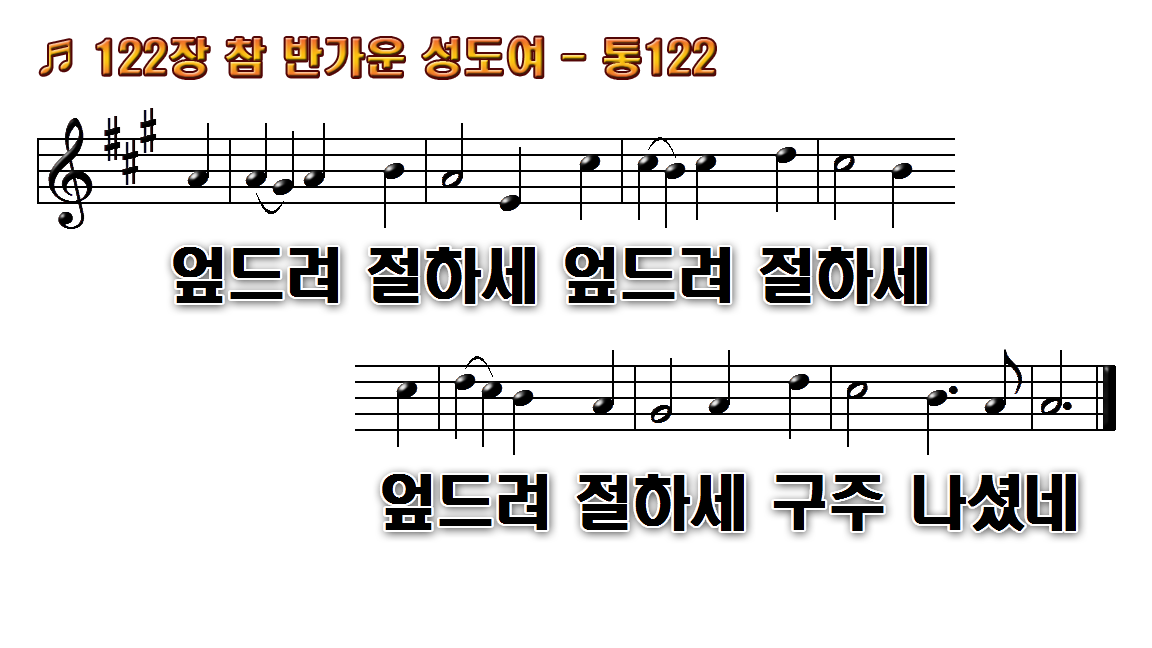 ♬ 122장 참 반가운 성도여 - 통122
엎드려 절하세 엎드려 절하세
엎드려 절하세 구주 나셨네